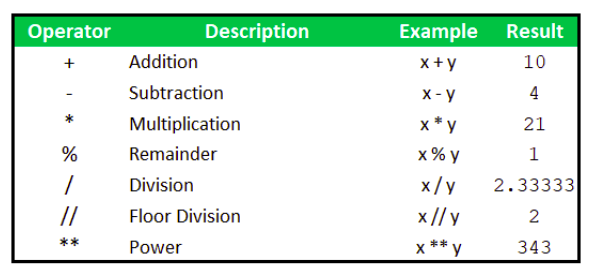 Operator Description Example Result
+ Addition x + y 10
- Subtraction x - y 4
* Multiplication x * y 21
% Remainder x % y 1
/ Division x / y 2.33333
// Floor Division x // y 2
** Power x ** y 343